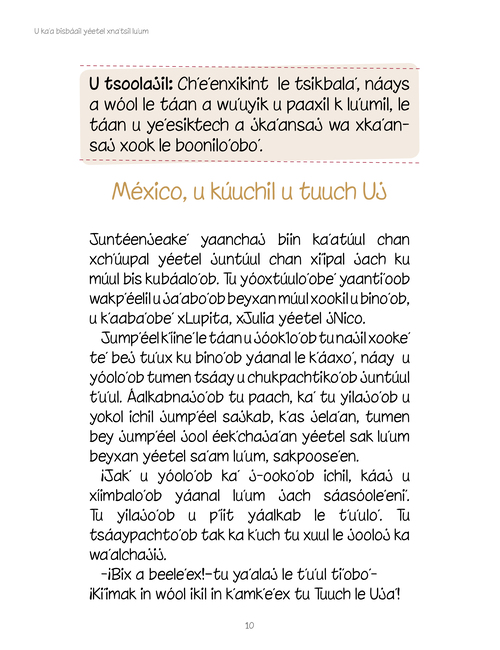 U ka'a bisbáail yéetel xna'tsil lu'um
U tsoolajil: Ch'e'enxikint le tsikbala', náays
a wóol le táan a wu'uyik u paaxil k lu'umil, le
táan u ye'esiktech a jka'ansaj wa xka'an-
saj xook le boonilo'obo'.
México, u kúuchil u tuuch Uj
Juntéenjeake' yaanchaj biin ka'atúul chan
xch'úupal yéetel juntúul chan xi'ipal jach ku
múul bis kubáalo'ob. Tu yóoxtúulo'obe' yaanti'oob
wakp'éelil u ja'abo'ob beyxan múul xookil u bino'ob,
u k'aaba'obe' xLupita, xJulia yéetel jNico.
Jump'éel k'iine' le táan u jóok'lo'ob tu najil xooke'
te' bej tu'ux ku bino'ob yáanal le k'áaxo', náay u
yóolo'ob tumen tsáay u chukpachtiko'ob juntúul
t'u'ul. Áalkabnajo'ob tu paach, ka' tu yilajo'ob u
yokol ichil jump'éel sajkab, k'as jela'an, tumen
bey jump'éel jool éek'chaja'an yéetel sak lu'um
beyxan yéetel sa'am lu'um, sakpoose'en.
¡Jak' u yóolo'ob ka' j-ooko'ob ichil, káaj u
xíimbalo'ob yáanal lu'um jach sáasóole'eni'.
Tu yilajo'ob u p'iit yáalkab le t'u'ulo'. Tu
tsáaypachto'ob tak ka k'uch tu xuul le jooloj ka
wa'alchajij.
-¡Bix a beele'ex!-tu ya'alaj le t'u'ul ti'obo'-
¡Ki'imak in wóol ikil in k'amk'e'ex tu Tuuch le Uja'!
10